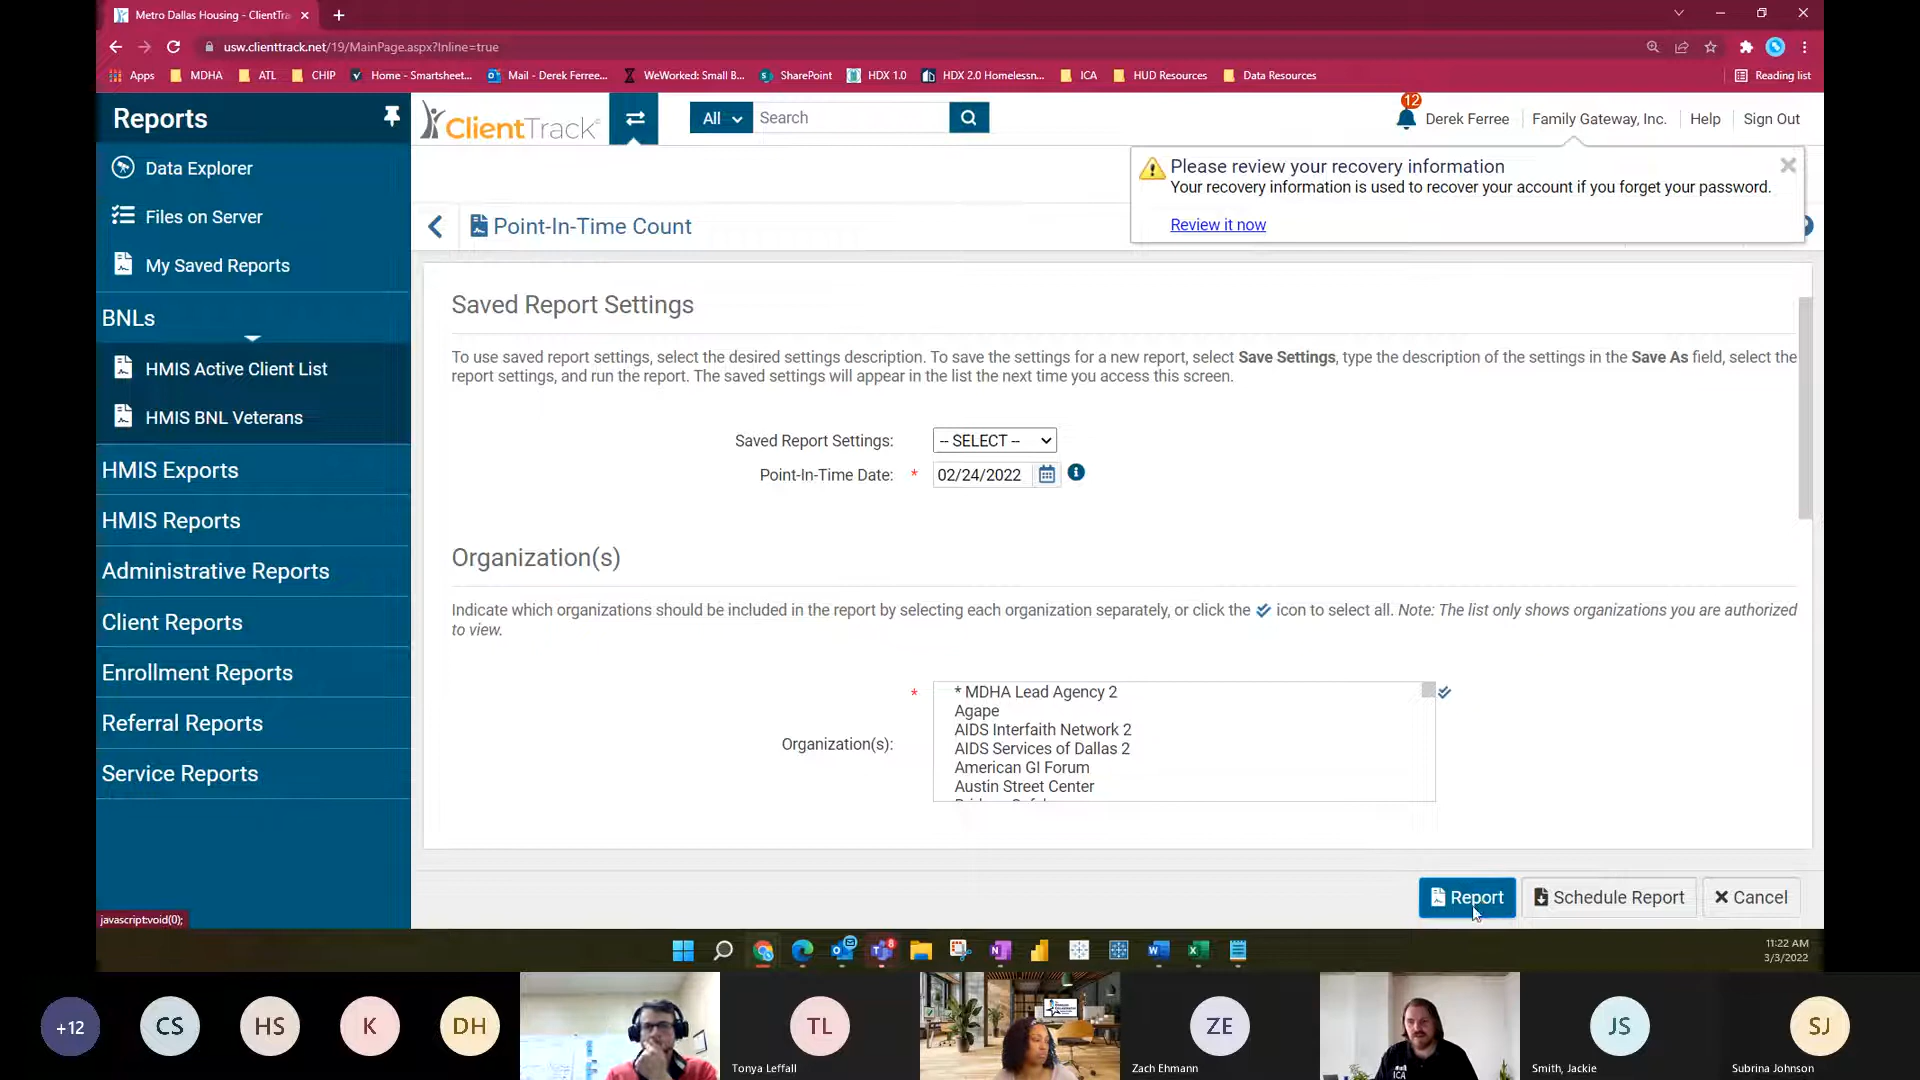 Metro Dallas Housing - ClientTra
usw.clienttrack.net/19/MainPage.aspx?Inline=true
Apps MDHA ATL CHIP Home - Smartsheet... Mail - Derek Ferree... WeWorked: Small B... SharePoint HDX 1.0 HDX 2.0 Homelessn... ICA HUD Resources Data Resources Reading list
Reports
ClientTrack
All
Search
12
Derek Ferree
Family Gateway, Inc.
Help
Sign Out
Data Explorer
Files on Server
My Saved Reports
BNLs
HMIS Active Client List
HMIS BNL Veterans
HMIS Exports
HMIS Reports
Administrative Reports
Client Reports
Enrollment Reports
Referral Reports
Service Reports
javascript:void(0);
Please review your recovery information
Your recovery information is used to recover your account if you forget your password.
Review it now
Point-In-Time Count
Saved Report Settings
To use saved report settings, select the desired settings description. To save the settings for a new report, select Save Settings, type the description of the settings in the Save As field, select the
report settings, and run the report. The saved settings will appear in the list the next time you access this screen.
Saved Report Settings: -- SELECT --
Point-In-Time Date: * 02/24/2022
Organization(s)
Indicate which organizations should be included in the report by selecting each organization separately, or click the icon to select all. Note: The list only shows organizations you are authorized
to view.
*
Organization(s):
* MDHA Lead Agency 2
Agape
AIDS Interfaith Network 2
AIDS Services of Dallas 2
American GI Forum
Austin Street Center
Report
Schedule Report
Cancel
8
11:22 AM
3/3/2022
+12
CS
HS
K
DH
TL
Tonya Leffall
ZE
Zach Ehmann
ICA
JS
Smith, Jackie
SJ
Subrina Johnson